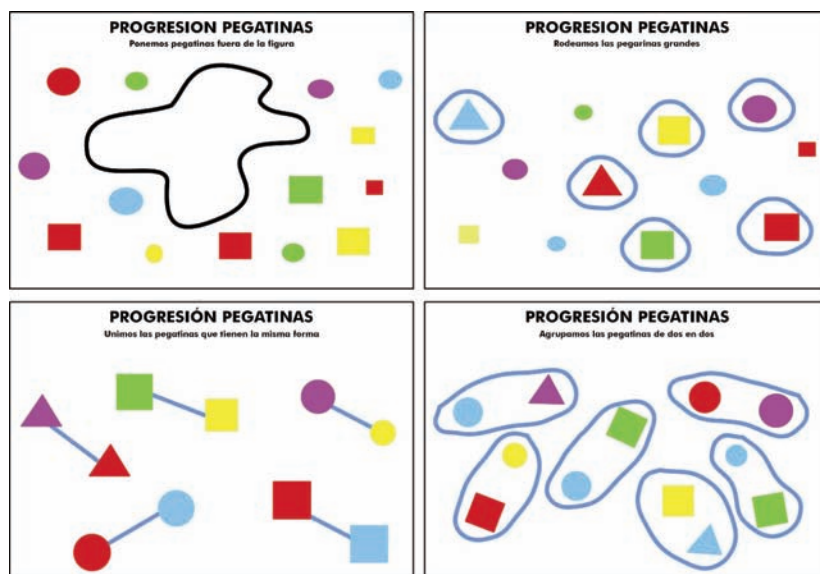 PROGRESION PEGATINAS
Ponemos pegatinas fuera de la figura
PROGRESION PEGATINAS
Rodeamos las pegarinas grandes
PROGRESIÓN PEGATINAS
Unimos las pegatinas que tienen la misma forma
PROGRESIÓN PEGATINAS
Agrupamos las pegatinas de dos en dos